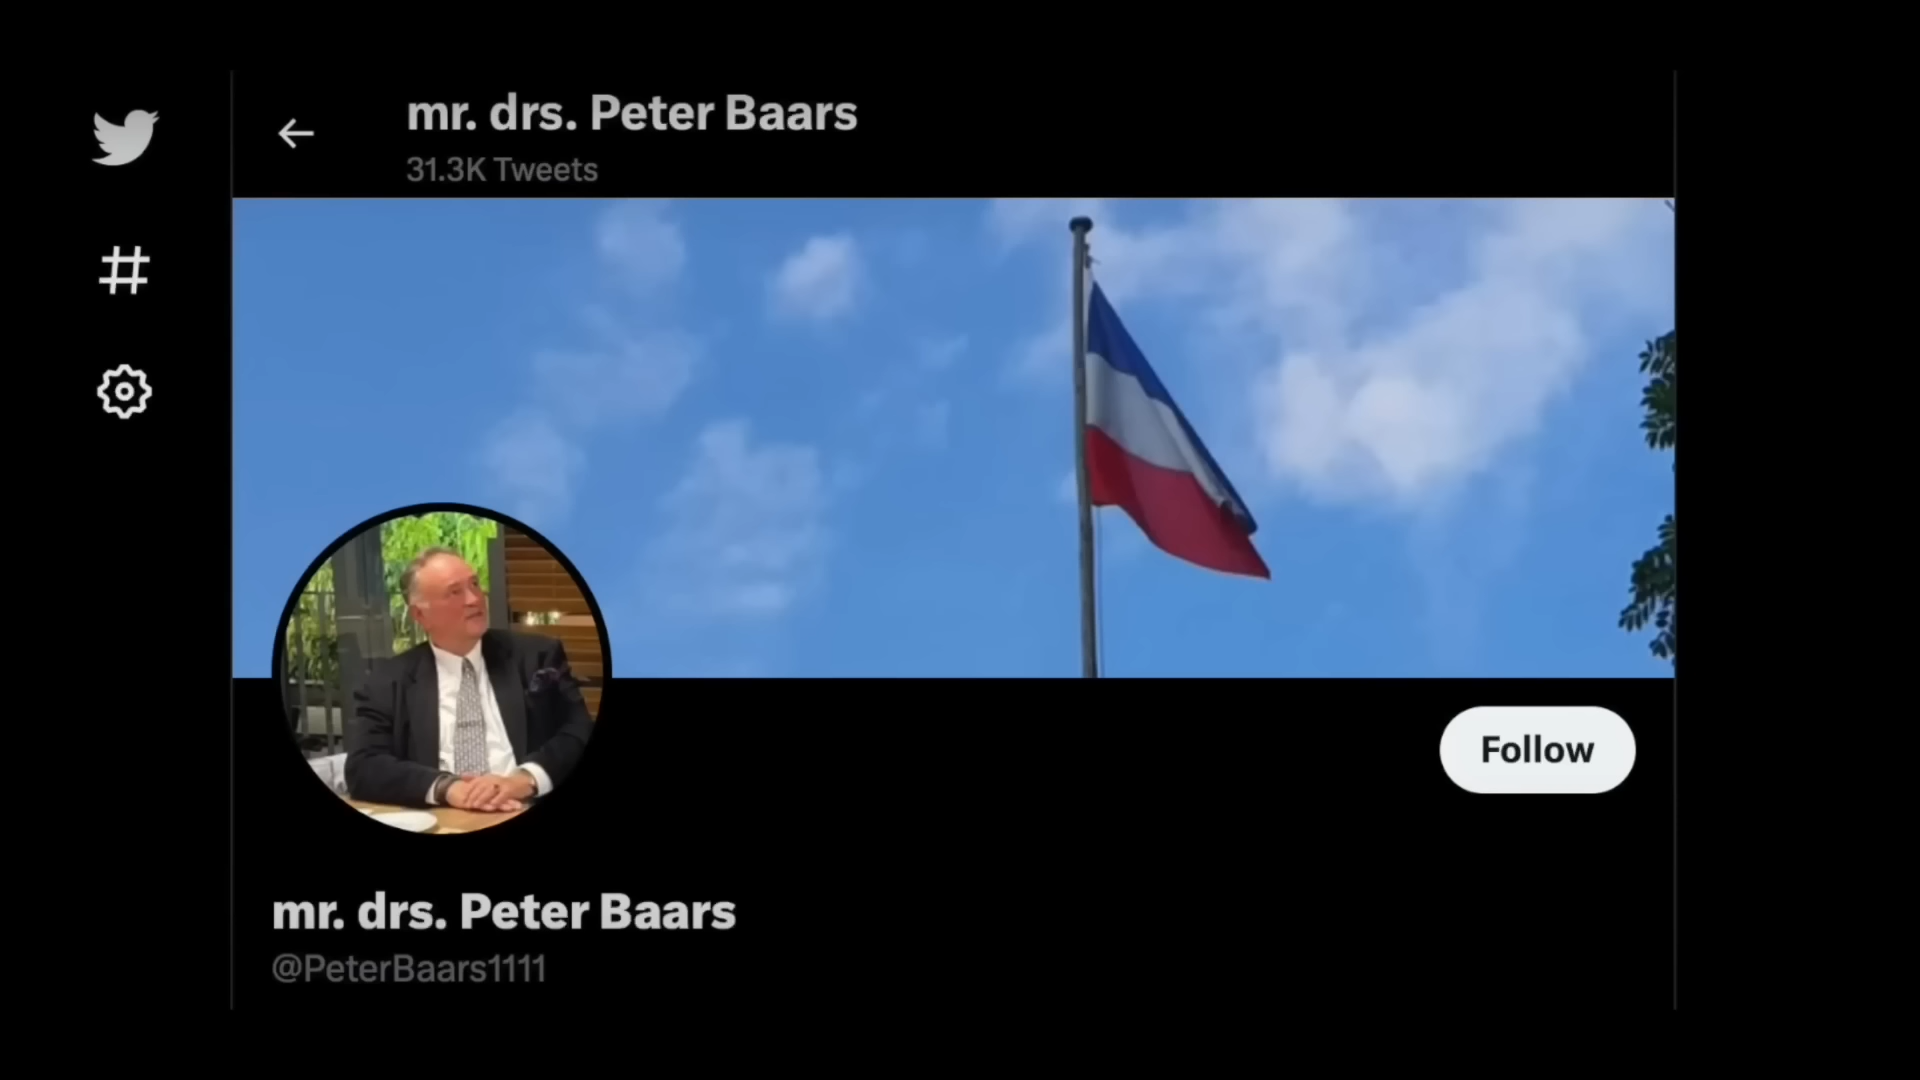 mr. drs. Peter Baars
31.3K Tweets
Follow
mr. drs. Peter Baars
@PeterBaars1111